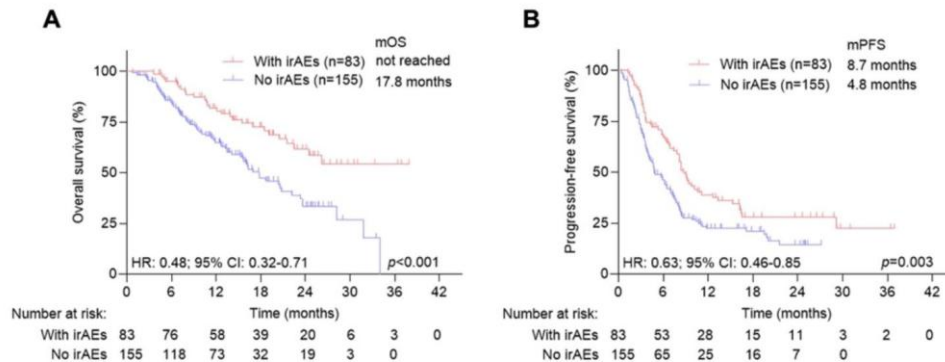 A
mOS
With irAEs (n=83) not reached
No irAEs (n=155) 17.8 months
100
75
50
25
0
Overall survival (%)
HR: 0.48; 95% CI: 0.32-0.71 p<0.001
0 6 12 18 24 30 36 42
Number at risk: Time (months)
With irAEs 83 76 58 39 20 6 3 0
No irAEs 155 118 73 32 19 3 0
B
mPFS
With irAEs (n=83) 8.7 months
No irAEs (n=155) 4.8 months
100
75
50
25
0
Progression-free survival (%)
HR: 0.63; 95% CI: 0.46-0.85 p=0.003
0 6 12 18 24 30 36 42
Number at risk: Time (months)
With irAEs 83 53 28 15 11 3 2 0
No irAEs 155 65 25 16 7 0